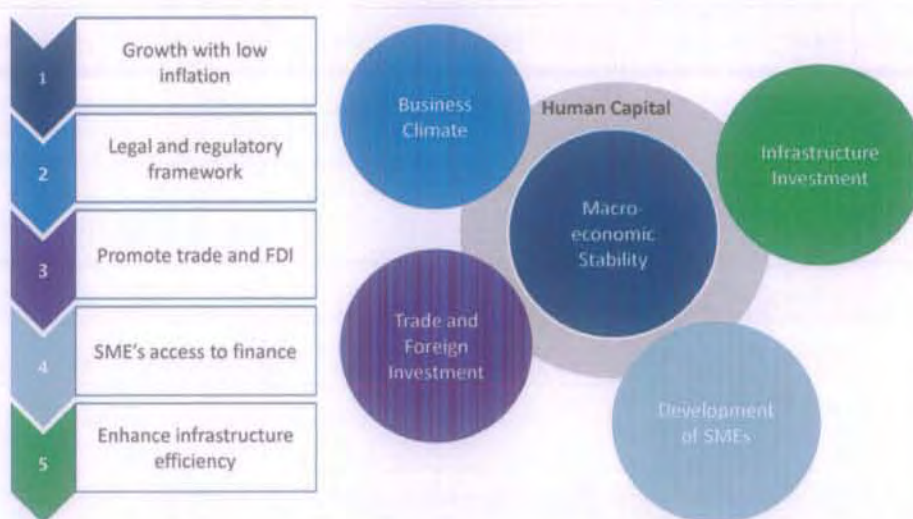 1
Growth with low
inflation
2
Legal and regulatory
framework
3
Promote trade and FDI
4
SME's access to finance
5
Enhance infrastructure
efficiency
Business
Climate
Human Capital
Infrastructure
Investment
Macro-
economic
Stability
Trade and
Foreign
Investment
Development
of SMEs